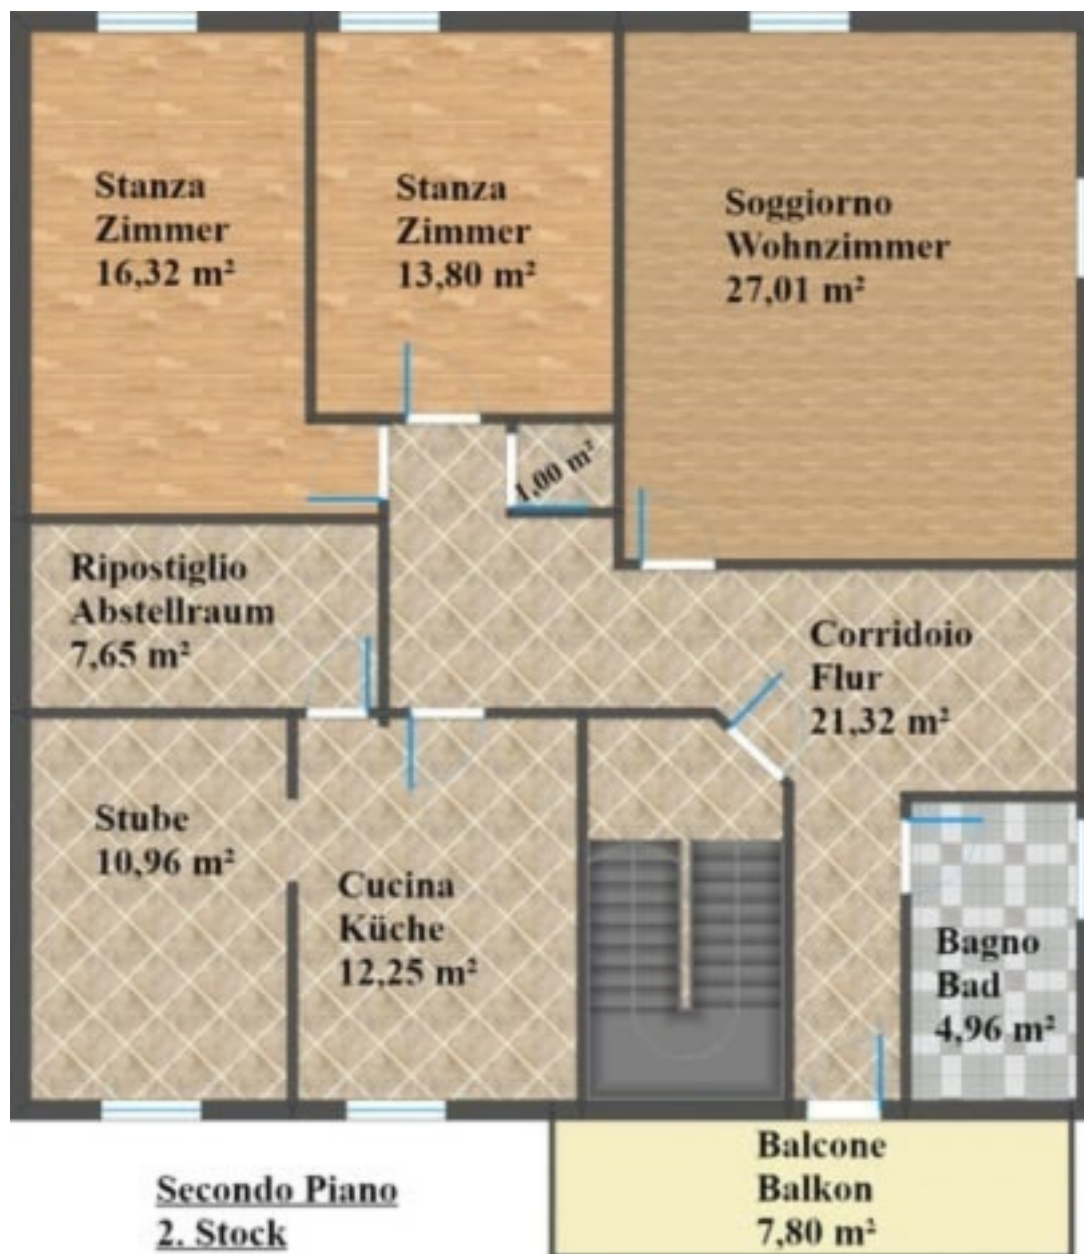 Stanza
Zimmer
16,32 m²
Stanza
Zimmer
13,80 m²
Soggiorno
Wohnzimmer
27,01 m²
1,00 m²
Ripostiglio
Abstellraum
7,65 m²
Corridoio
Flur
21,32 m²
Stube
10,96 m²
Cucina
Küche
12,25 m²
Bagno
Bad
4,96 m²
Balcone
Balkon
7,80 m²
Secondo Piano
2. Stock